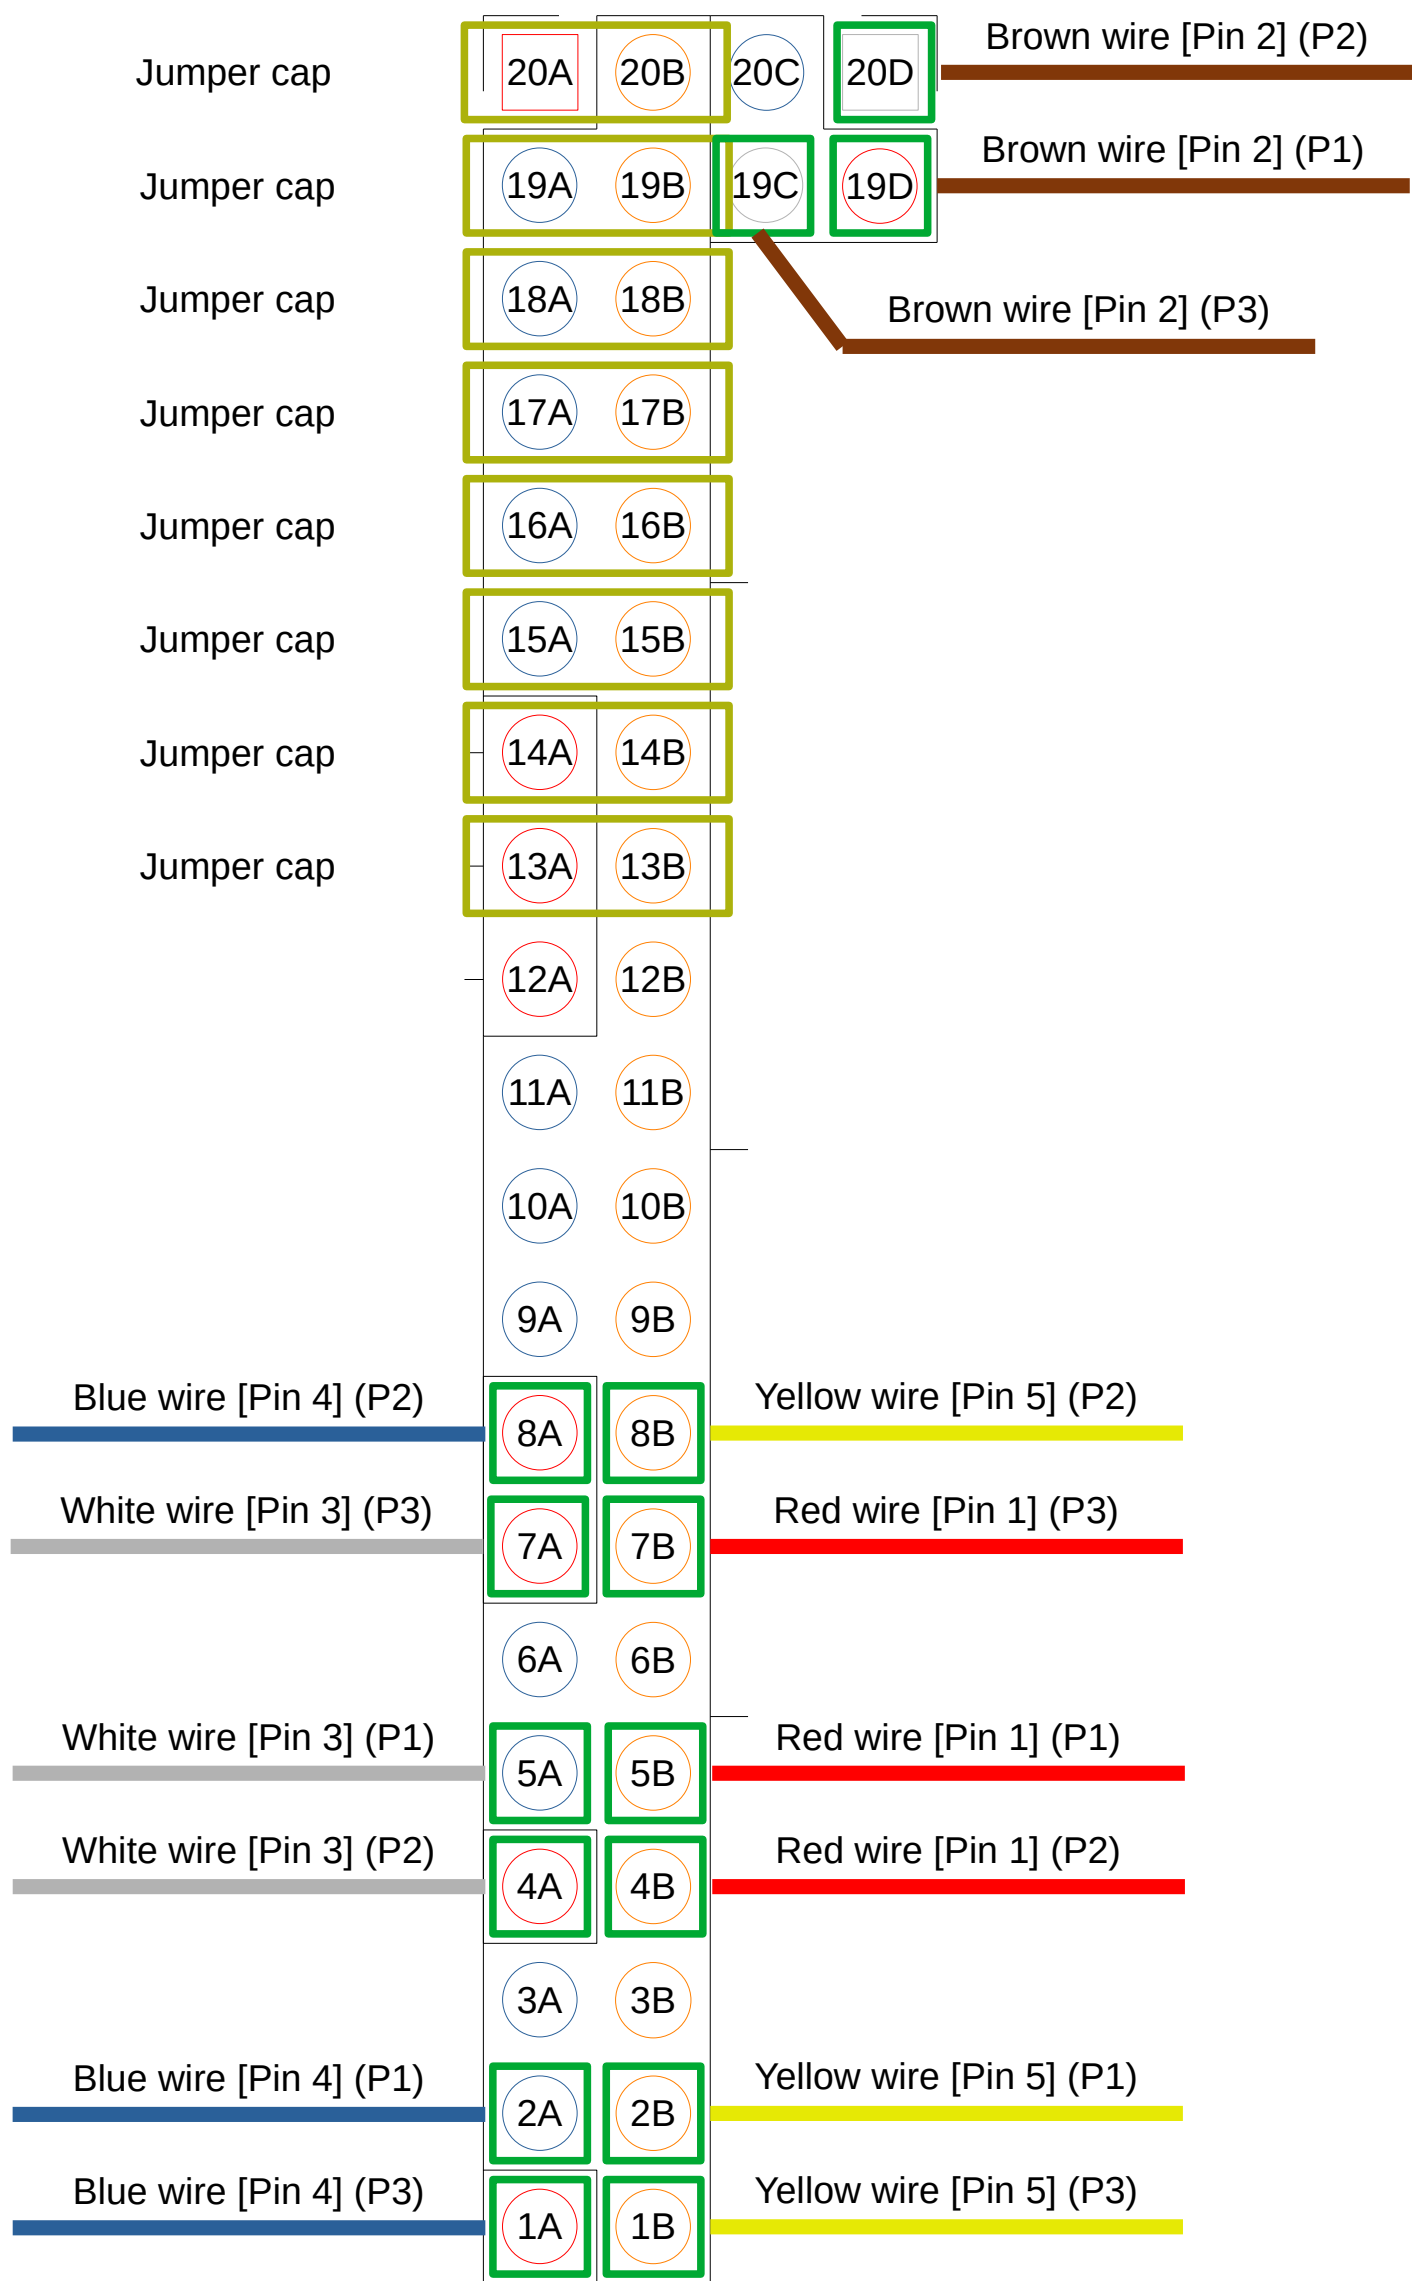 Brown wire [Pin 2] (P2)
Jumper cap 20A 20B 20C 20D
Brown wire [Pin 2] (P1)
Jumper cap 19A 19B 19C 19D
Jumper cap 18A 18B
Brown wire [Pin 2] (P3)
Jumper cap 17A 17B
Jumper cap 16A 16B
Jumper cap 15A 15B
Jumper cap 14A 14B
Jumper cap 13A 13B
12A 12B
11A 11B
10A 10B
9A 9B
Blue wire [Pin 4] (P2) 8A 8B Yellow wire [Pin 5] (P2)
White wire [Pin 3] (P3) 7A 7B Red wire [Pin 1] (P3)
6A 6B
White wire [Pin 3] (P1) 5A 5B Red wire [Pin 1] (P1)
White wire [Pin 3] (P2) 4A 4B Red wire [Pin 1] (P2)
3A 3B
Blue wire [Pin 4] (P1) 2A 2B Yellow wire [Pin 5] (P1)
Blue wire [Pin 4] (P3) 1A 1B Yellow wire [Pin 5] (P3)